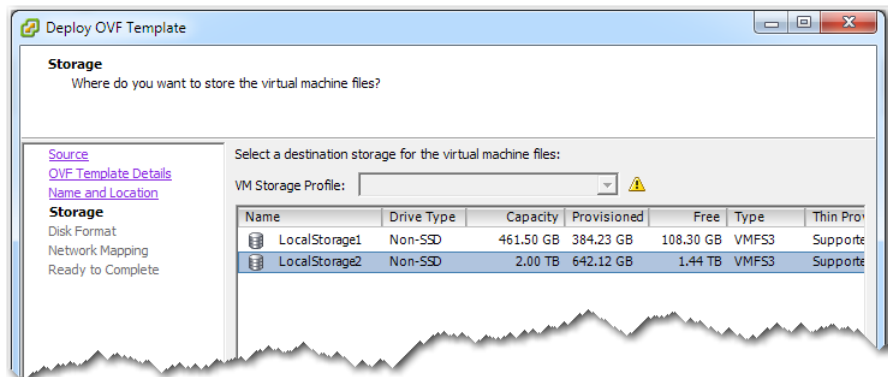 Deploy OVF Template
Storage
Where do you want to store the virtual machine files?
Source
OVF Template Details
Name and Location
Storage
Disk Format
Network Mapping
Ready to Complete
Select a destination storage for the virtual machine files:
VM Storage Profile:
Name Drive Type Capacity Provisioned Free Type Thin Prov
LocalStorage1 Non-SSD 461.50 GB 384.23 GB 108.30 GB VMFS3 Supporte
LocalStorage2 Non-SSD 2.00 TB 642.12 GB 1.44 TB VMFS3 Supporte